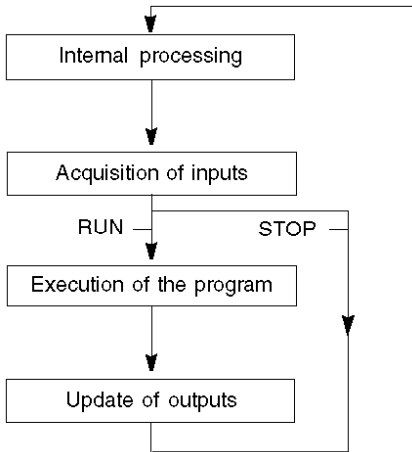 Internal processing
Acquisition of inputs
RUN
STOP
Execution of the program
Update of outputs